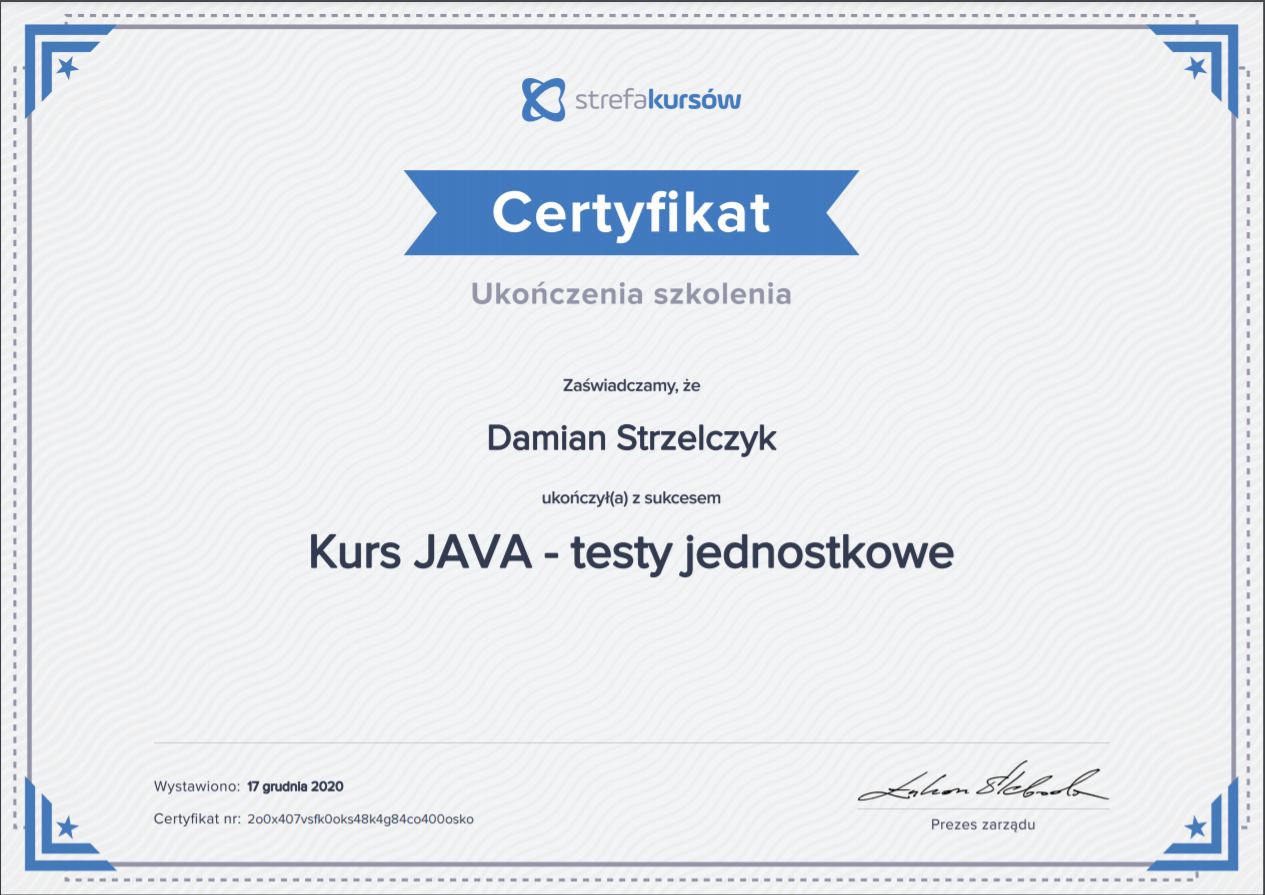 strefakursów
Certyfikat
Ukończenia szkolenia
Zaświadczamy, że
Damian Strzelczyk
ukończył(a) z sukcesem
Kurs JAVA - testy jednostkowe
Wystawiono: 17 grudnia 2020
Certyfikat nr: 2o0x407vsfk0oks48k4g84co400osko
Prezes zarządu